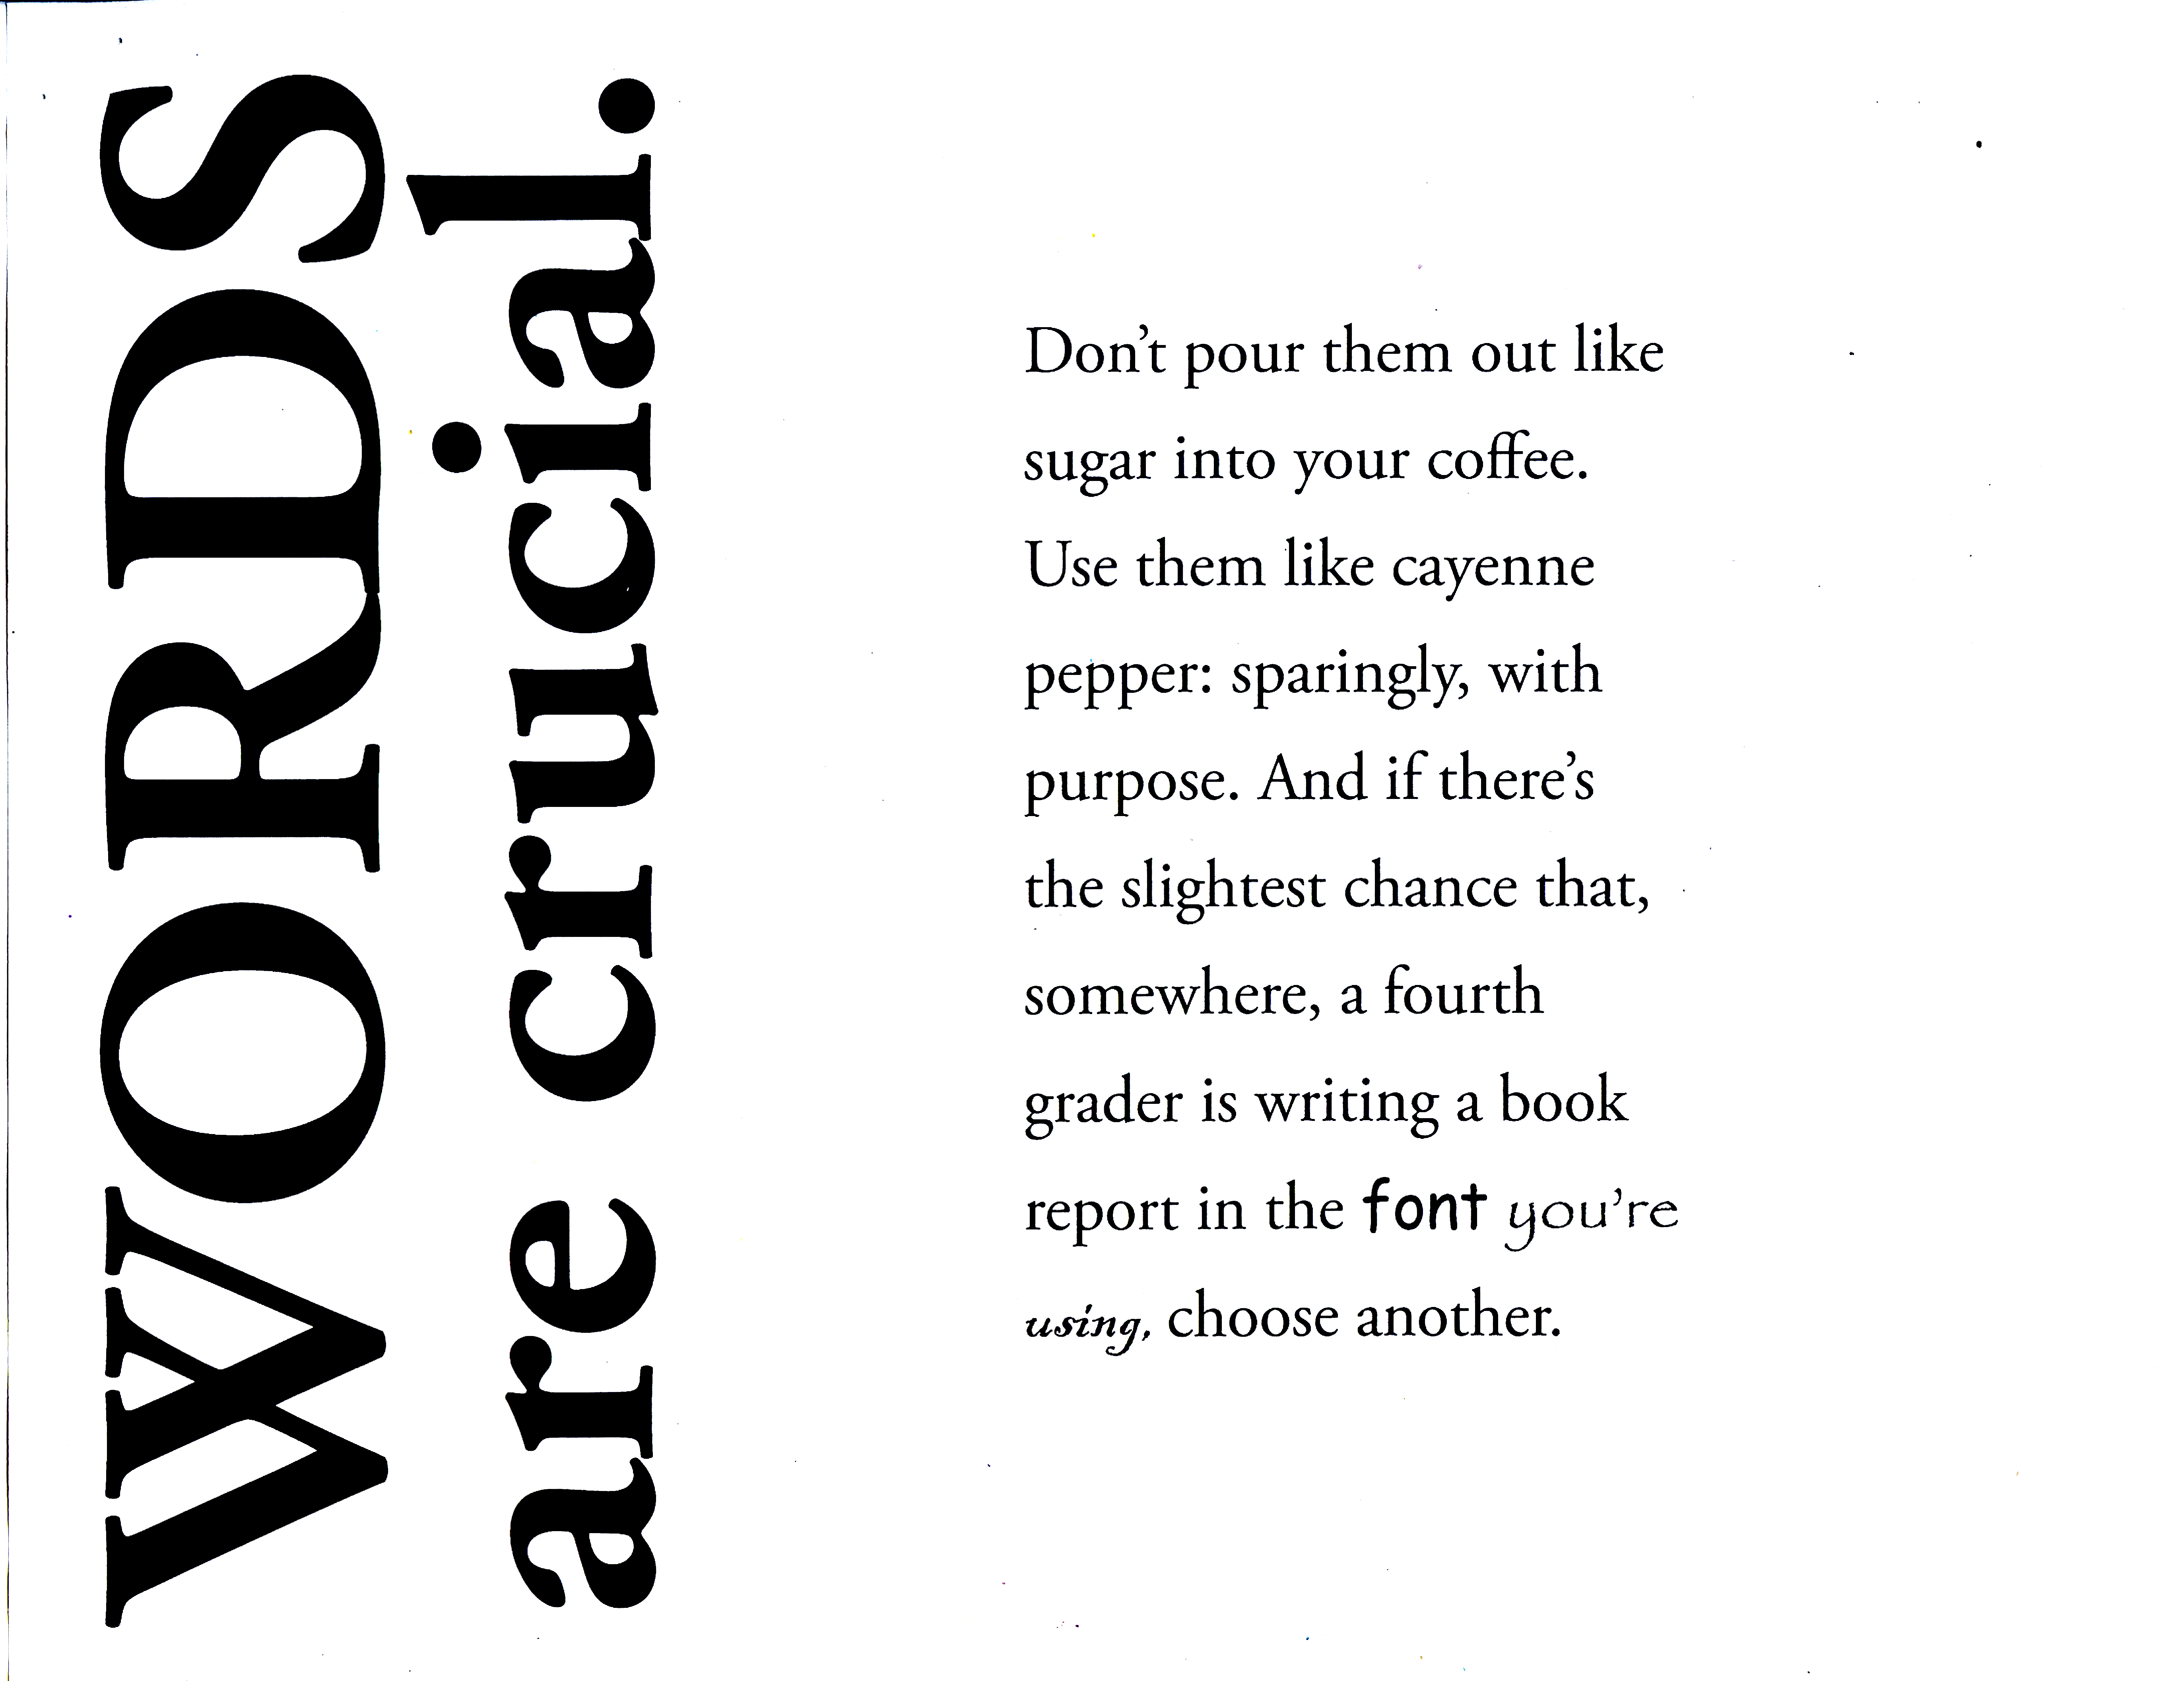 WORDS
are crucial.
Don't pour them out like
sugar into your coffee.
Use them like cayenne
pepper: sparingly, with
purpose. And if there's
the slightest chance that,
somewhere, a fourth
grader is writing a book
report in the font you're
using, choose another.